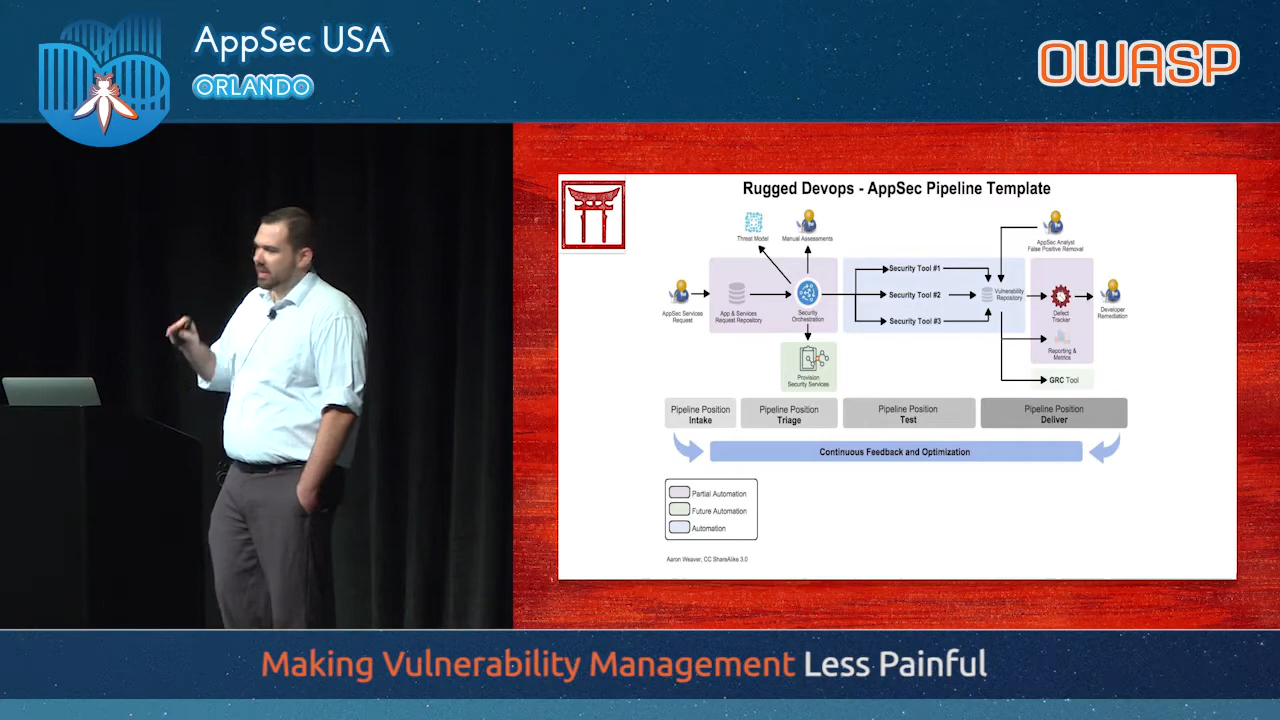 AppSec USA
ORLANDO
OWASP
Rugged Devops - AppSec Pipeline Template
Threat Model
Manual Assessments
AppSec Analyst
False Positive Removal
AppSec Services
Request
App & Services
Request Repository
Security
Orchestration
Security Tool #1
Security Tool #2
Security Tool #3
Vulnerability
Repository
Defect
Tracker
Developer
Remediation
Reporting &
Metrics
Provision
Security Services
GRC Tool
Pipeline Position
Intake
Pipeline Position
Triage
Pipeline Position
Test
Pipeline Position
Deliver
Continuous Feedback and Optimization
Partial Automation
Future Automation
Automation
Aaron Weaver, CC ShareAlike 3.0
Making Vulnerability Management Less Painful